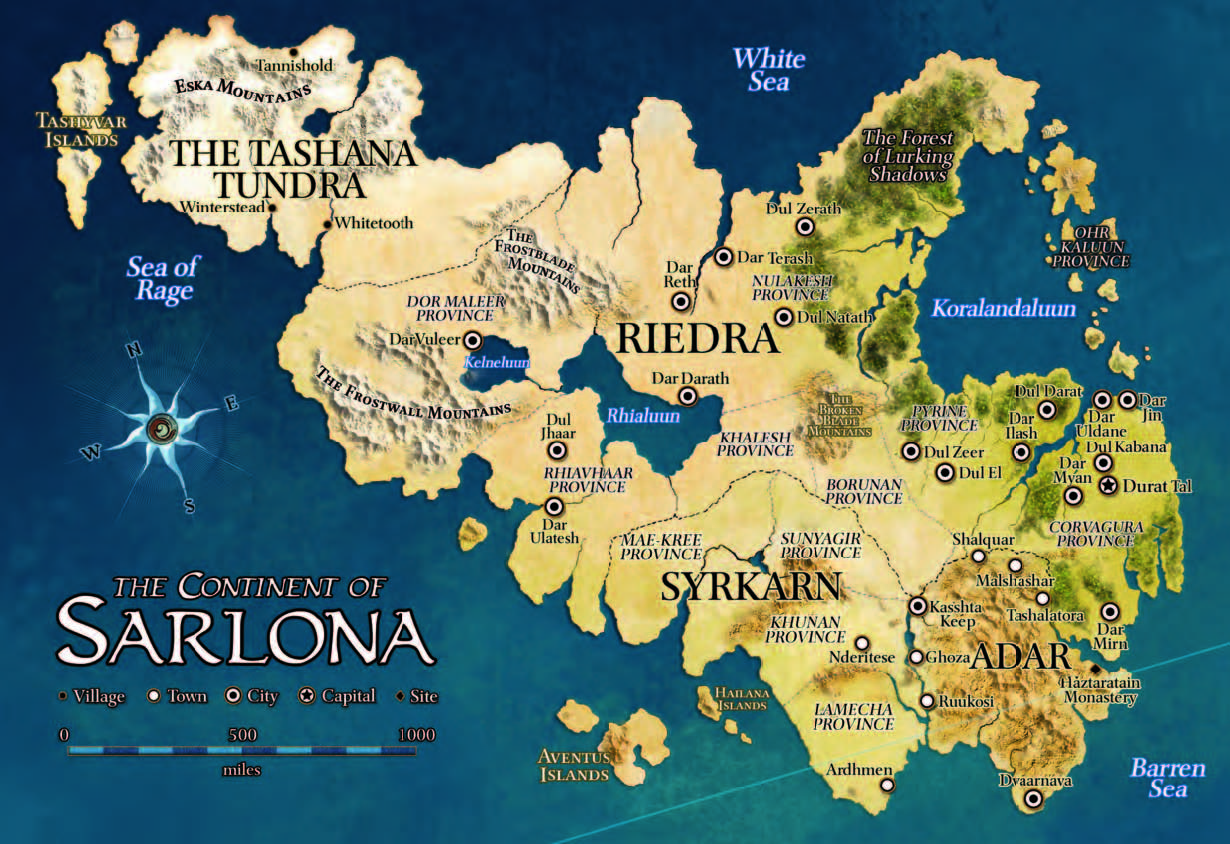 White
Sea
Tannishold
ESKA MOUNTAINS
TASHYVAR
ISLANDS
THE TASHANA
TUNDRA
Winterstead
Whitetooth
The Forest
of Lurking
Shadows
Dul Zerath
OHR
KALUUN
PROVINCE
Sea of
Rage
THE
FROSTBLADE
MOUNTAINS
Dar Terash
Dar
Reth
NULAKESH
PROVINCE
DOR MALEER
PROVINCE
Koralandaluun
Dul Natath
RIEDRA
DarVuleer
Kelneluun
N
E
W
S
THE FROSTWALL MOUNTAINS
Dar Darath
Rhialuun
THE
BROKEN
BLADE
MOUNTAINS
Dul Darat
Dar
Jin
Dar
Uldane
PYRINE
PROVINCE
Dar
Ilash
Dul
Jhaar
KHALESH
PROVINCE
Dul Zeer
Dul Kabana
Dul El
Dar
Mvan
Durat Tal
RHIAVHAAR
PROVINCE
BORUNAN
PROVINCE
Dar
Ulatesh
MAE-KREE
PROVINCE
SUNYAGIR
PROVINCE
CORVAGURA
PROVINCE
Shalquar
Malshashar
SYRKARN
Kasshta
Keep
Tashalatora
KHUNAN
PROVINCE
Dar
Mirn
Nderitese
Ghoza
ADAR
Haztaratain
Monastery
THE CONTINENT OF
SARLONA
Village
Town
City
Capital
Site
0
500
1000
miles
HAILANA
ISLANDS
Ruukosi
LAMECHA
PROVINCE
AVENTUS
ISLANDS
Ardhmen
Dvaarnava
Barren
Sea